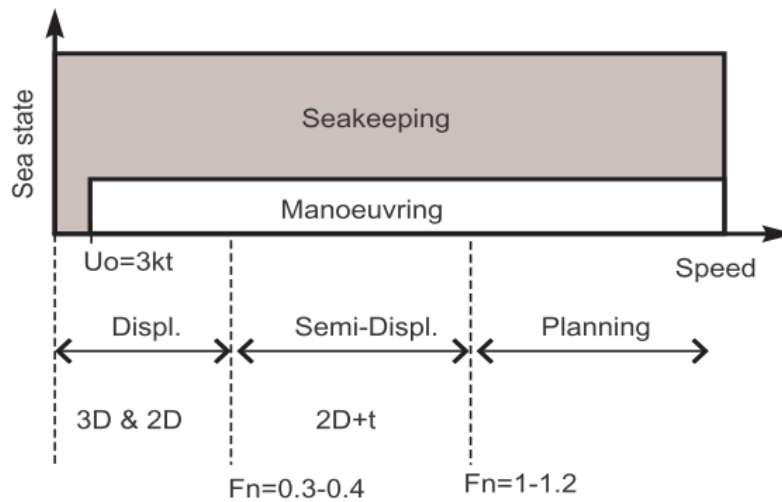 Sea state
Seakeeping
Manoeuvring
Uo=3kt
Speed
Displ.
Semi-Displ.
Planning
3D & 2D
2D+t
Fn=0.3-0.4
Fn=1-1.2